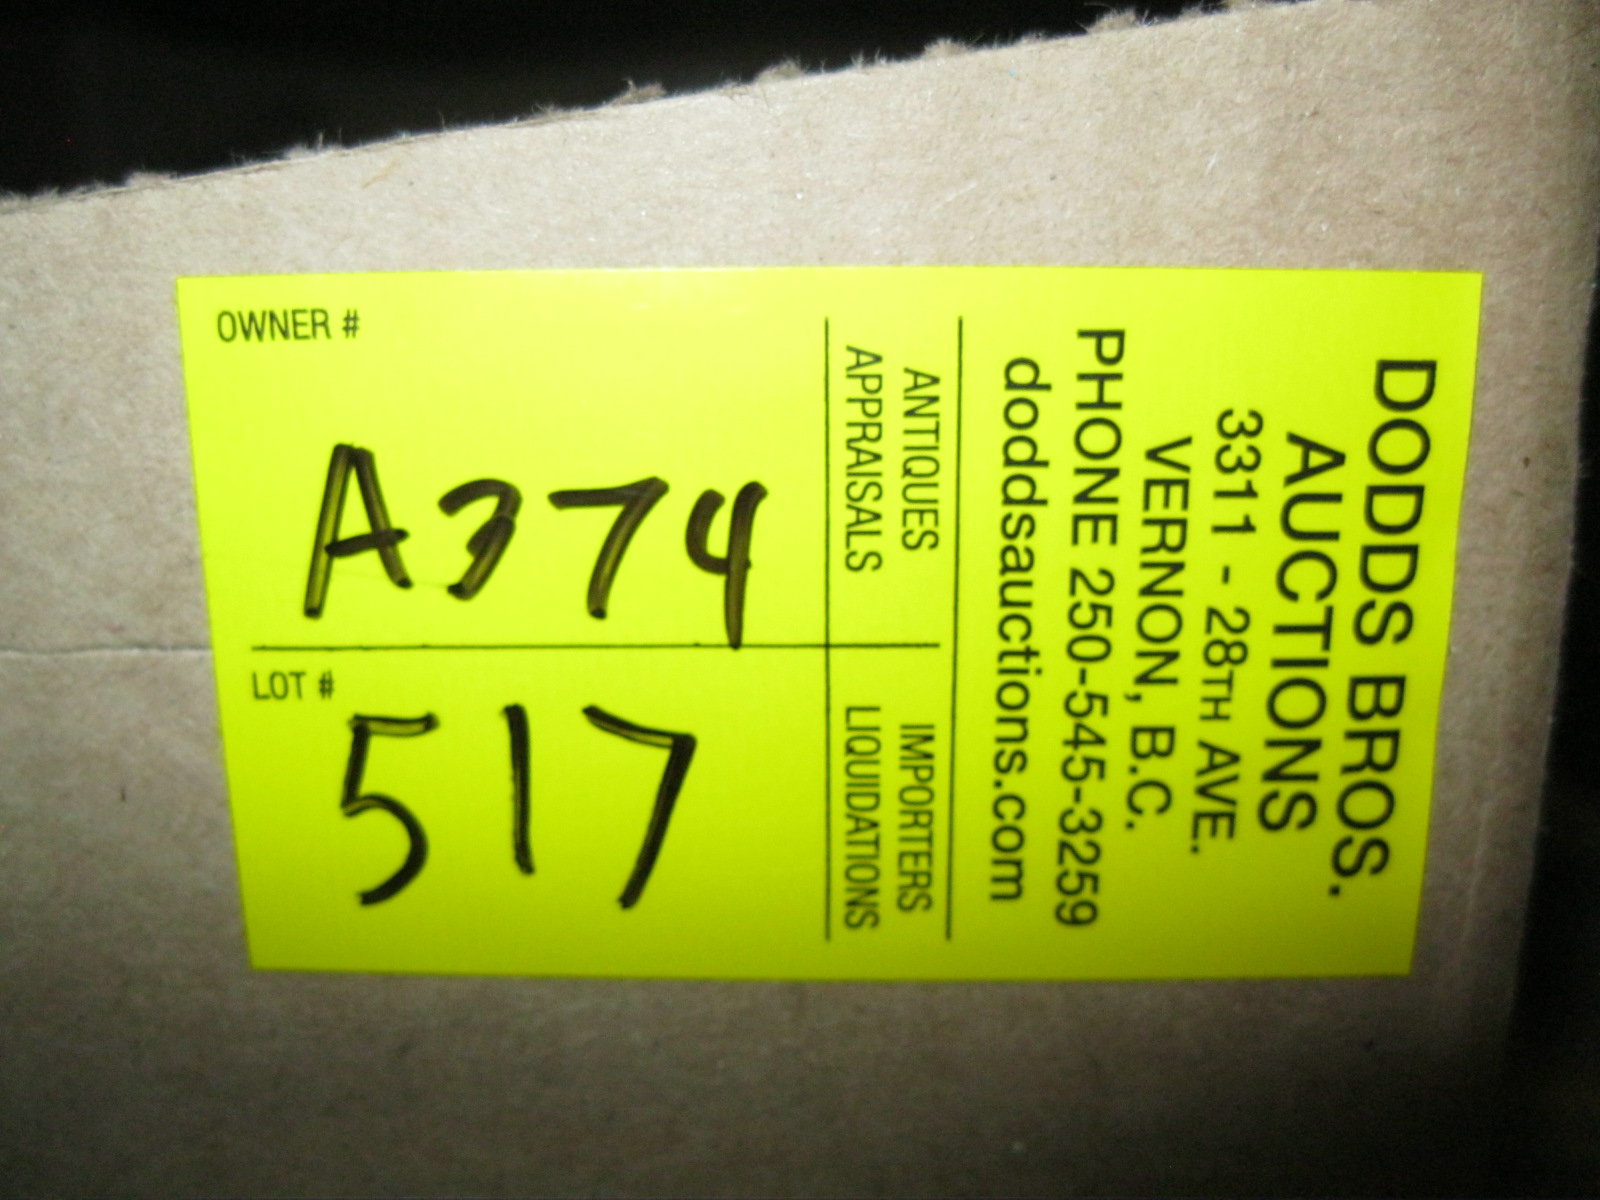 DODDS BROS.
AUCTIONS
3311 - 28TH AVE.
VERNON, B.C.
PHONE 250-545-3259
doddsauctions.com
ANTIQUES
APPRAISALS
IMPORTERS
LIQUIDATIONS
OWNER #
A374
LOT #
517